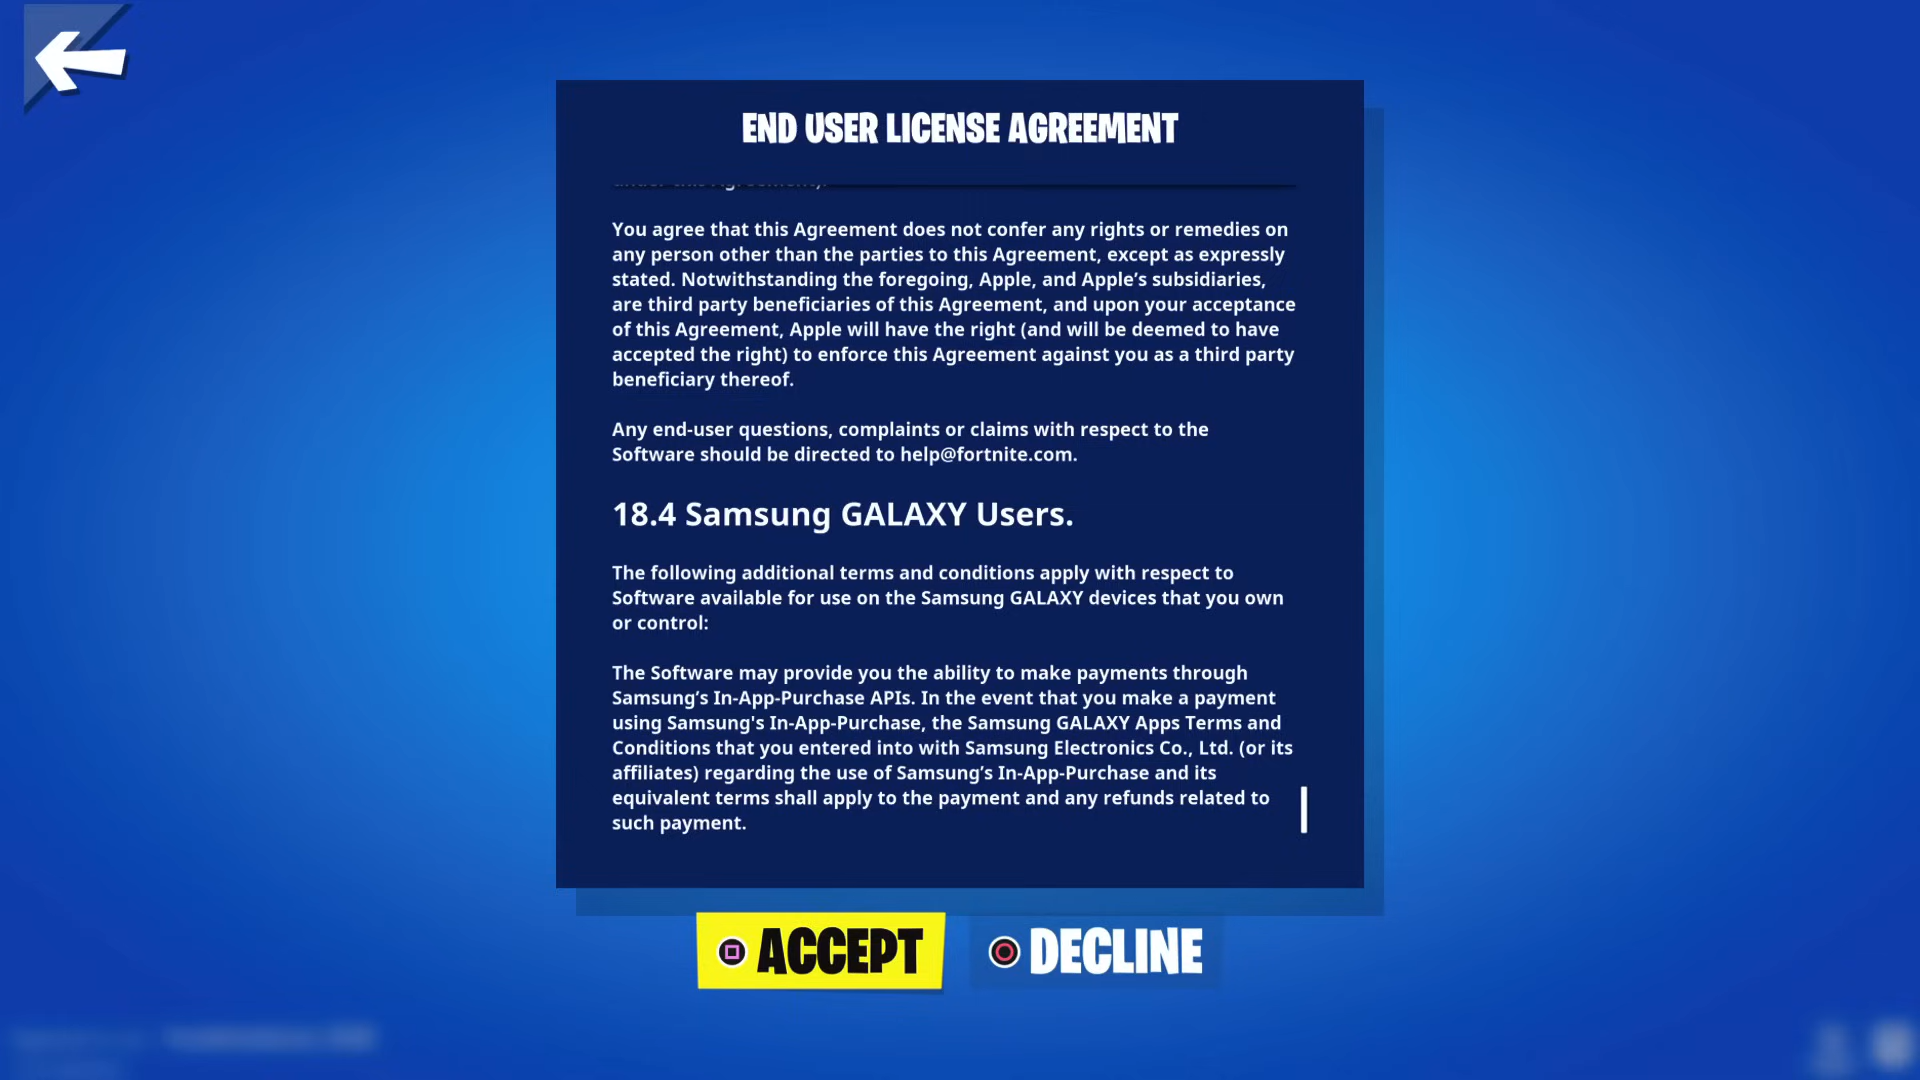 END USER LICENSE AGREEMENT
under this Agreement).
You agree that this Agreement does not confer any rights or remedies on
any person other than the parties to this Agreement, except as expressly
stated. Notwithstanding the foregoing, Apple, and Apple’s subsidiaries,
are third party beneficiaries of this Agreement, and upon your acceptance
of this Agreement, Apple will have the right (and will be deemed to have
accepted the right) to enforce this Agreement against you as a third party
beneficiary thereof.
Any end-user questions, complaints or claims with respect to the
Software should be directed to help@fortnite.com.
18.4 Samsung GALAXY Users.
The following additional terms and conditions apply with respect to
Software available for use on the Samsung GALAXY devices that you own
or control:
The Software may provide you the ability to make payments through
Samsung’s In-App-Purchase APIs. In the event that you make a payment
using Samsung's In-App-Purchase, the Samsung GALAXY Apps Terms and
Conditions that you entered into with Samsung Electronics Co., Ltd. (or its
affiliates) regarding the use of Samsung’s In-App-Purchase and its
equivalent terms shall apply to the payment and any refunds related to
such payment.
ACCEPT
DECLINE